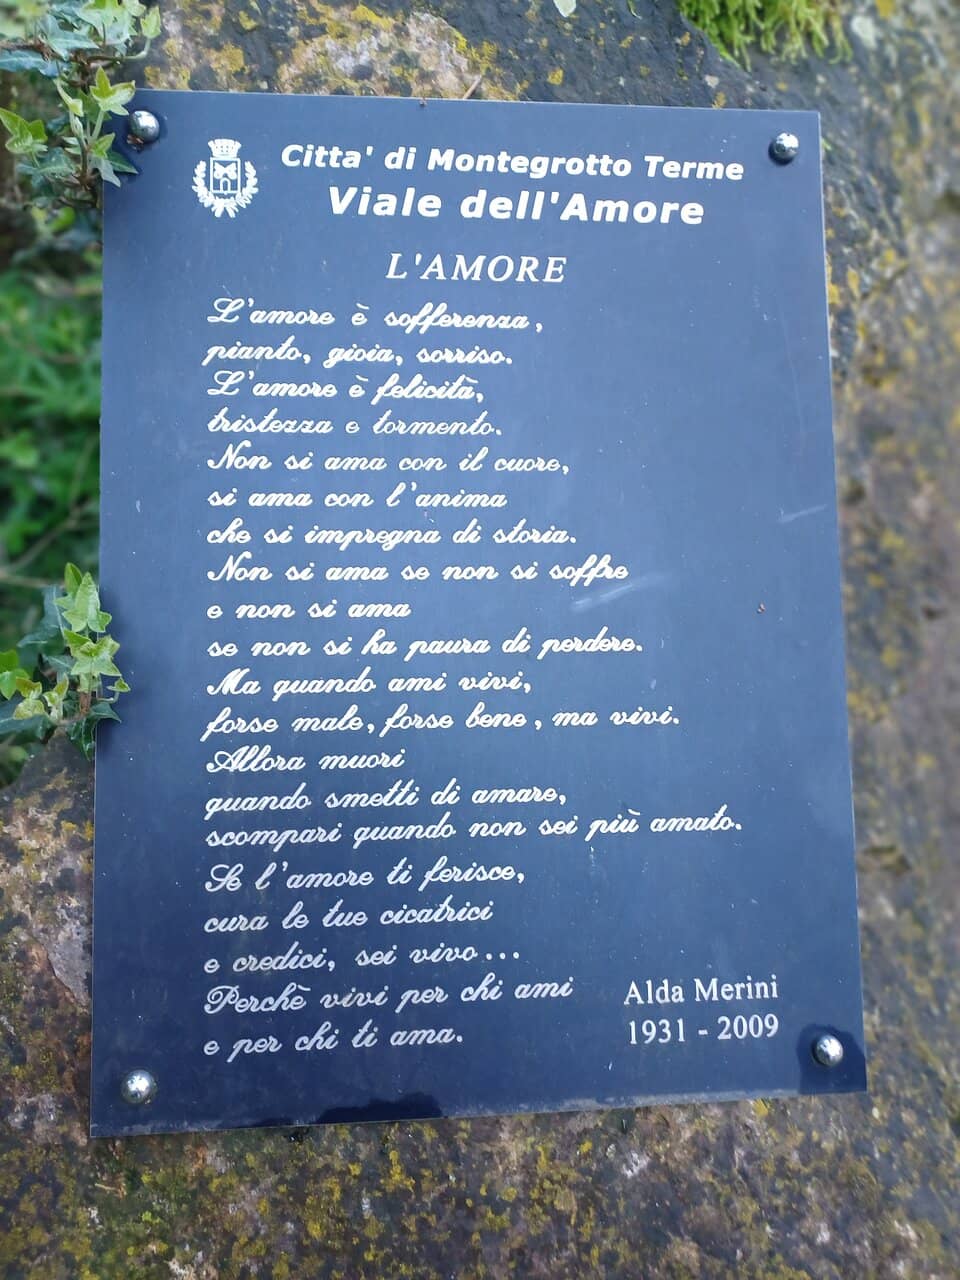 Citta' di Montegrotto Terme
Viale dell'Amore
L'AMORE
L'amore è sofferenza,
pianto, gioia, sorriso.
L'amore è felicità,
tristezza e tormento.
Non si ama con il cuore,
si ama con l'anima
che si impregna di storia.
Non si ama se non si soffre
e non si ama
se non si ha paura di perdere.
Ma quando ami vivi,
forse male, forse bene, ma vivi.
Allora muori
quando smetti di amare,
scompari quando non sei più amato.
Se l'amore ti ferisce,
cura le tue cicatrici
e credici, sei vivo...
Perchè vivi per chi ami
e per chi ti ama.
Alda Merini
1931 - 2009